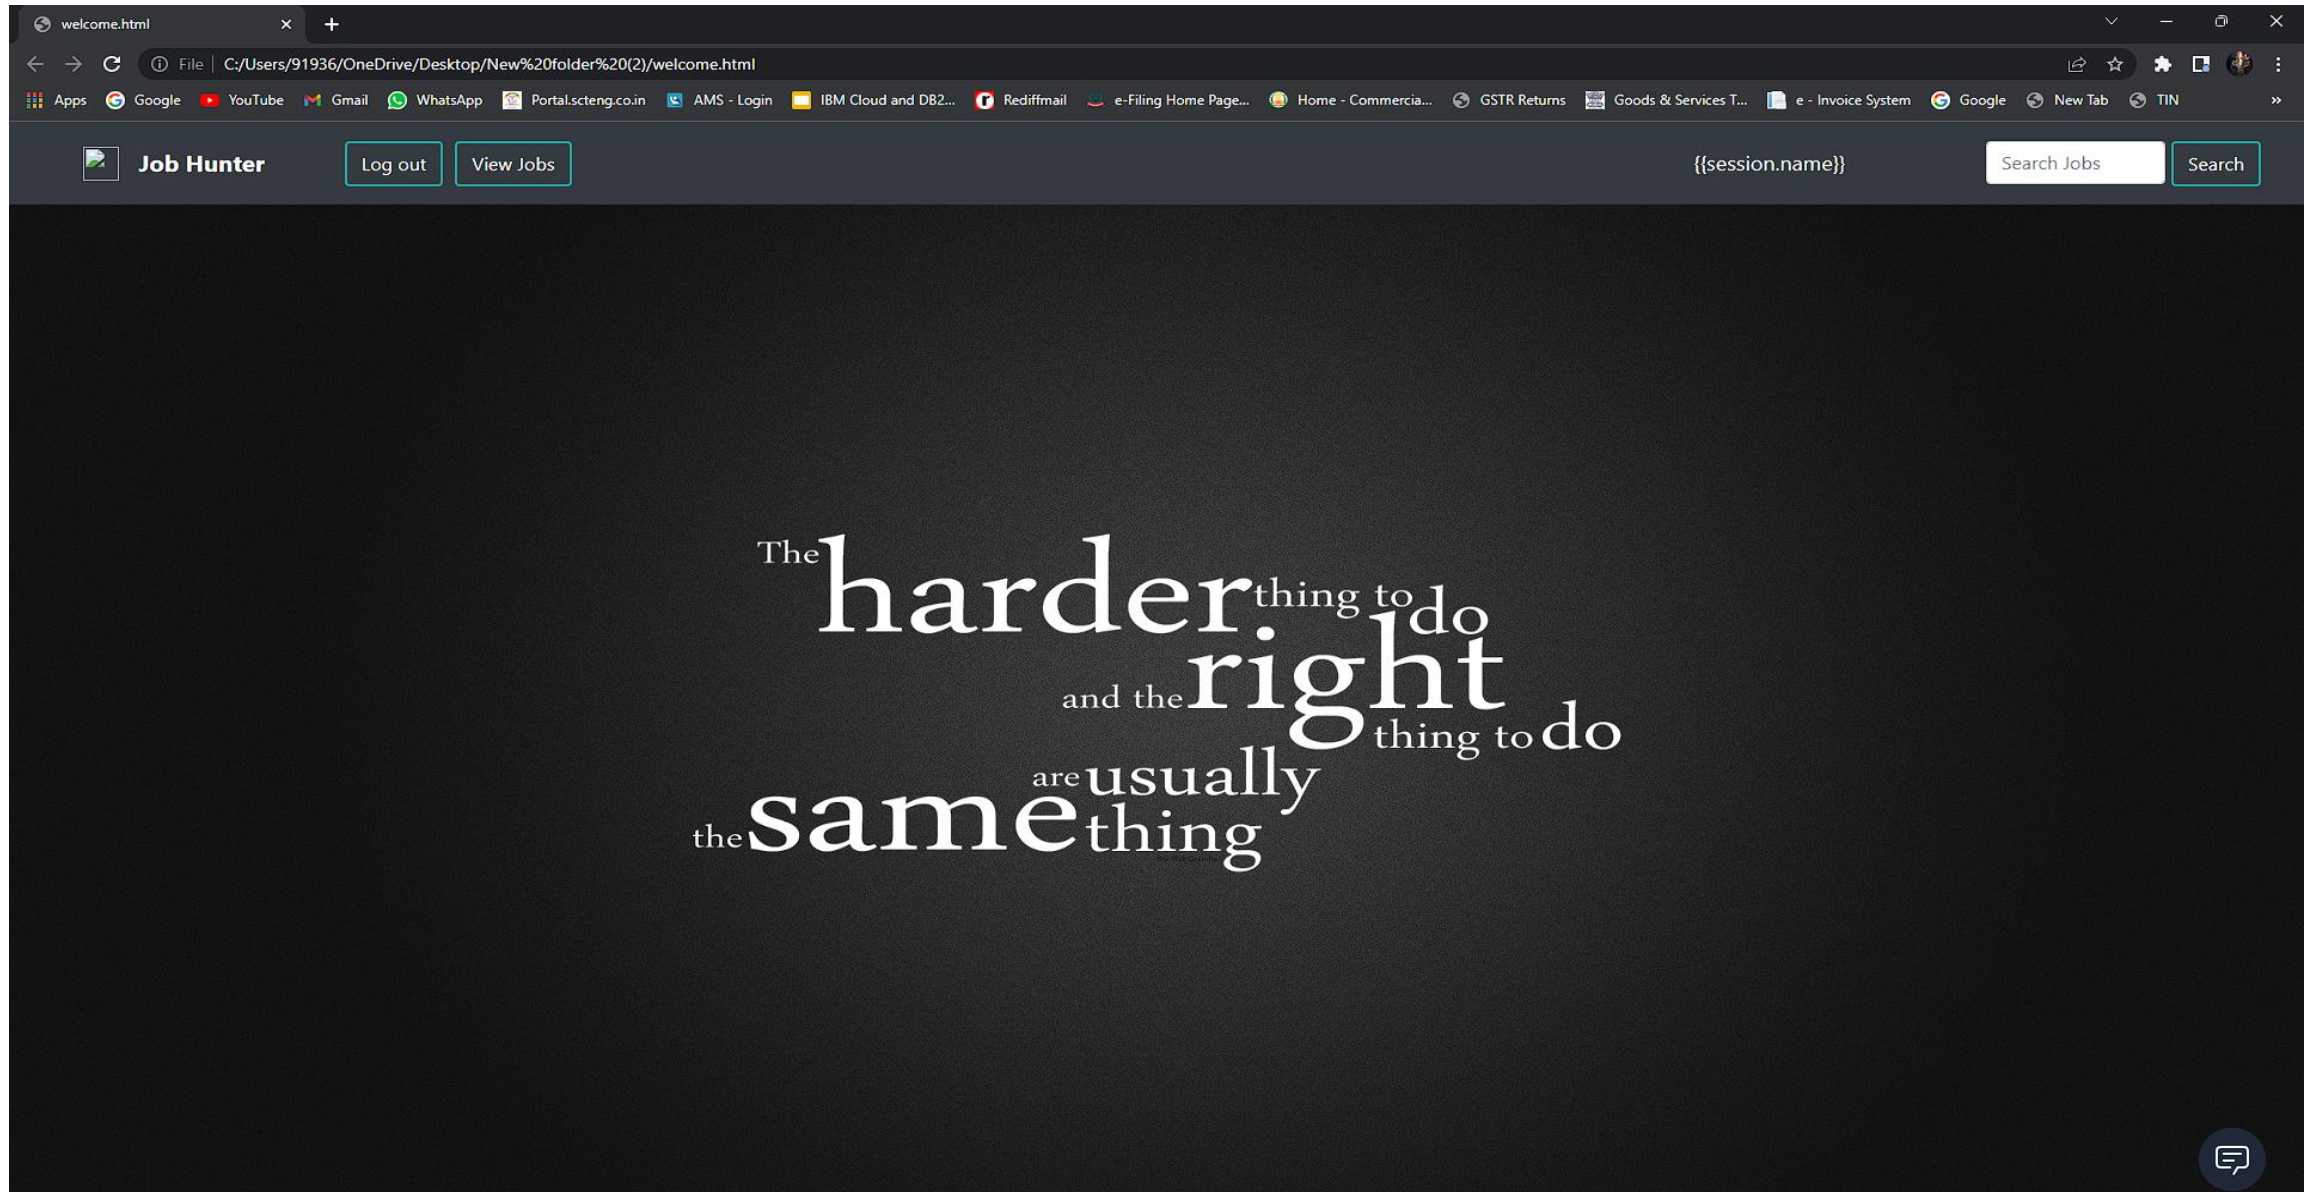 welcome.html
File | C:/Users/91936/OneDrive/Desktop/New%20folder%20(2)/welcome.html
Apps Google YouTube Gmail WhatsApp Portal.scteng.co.in AMS - Login IBM Cloud and DB2... Rediffmail e-Filing Home Page... Home - Commercia... GSTR Returns Goods & Services T... e - Invoice System Google New Tab TIN »
Job Hunter Log out View Jobs {{session.name}} Search Jobs Search
The harder thing to do
and the right
thing to do
are usually
the same thing